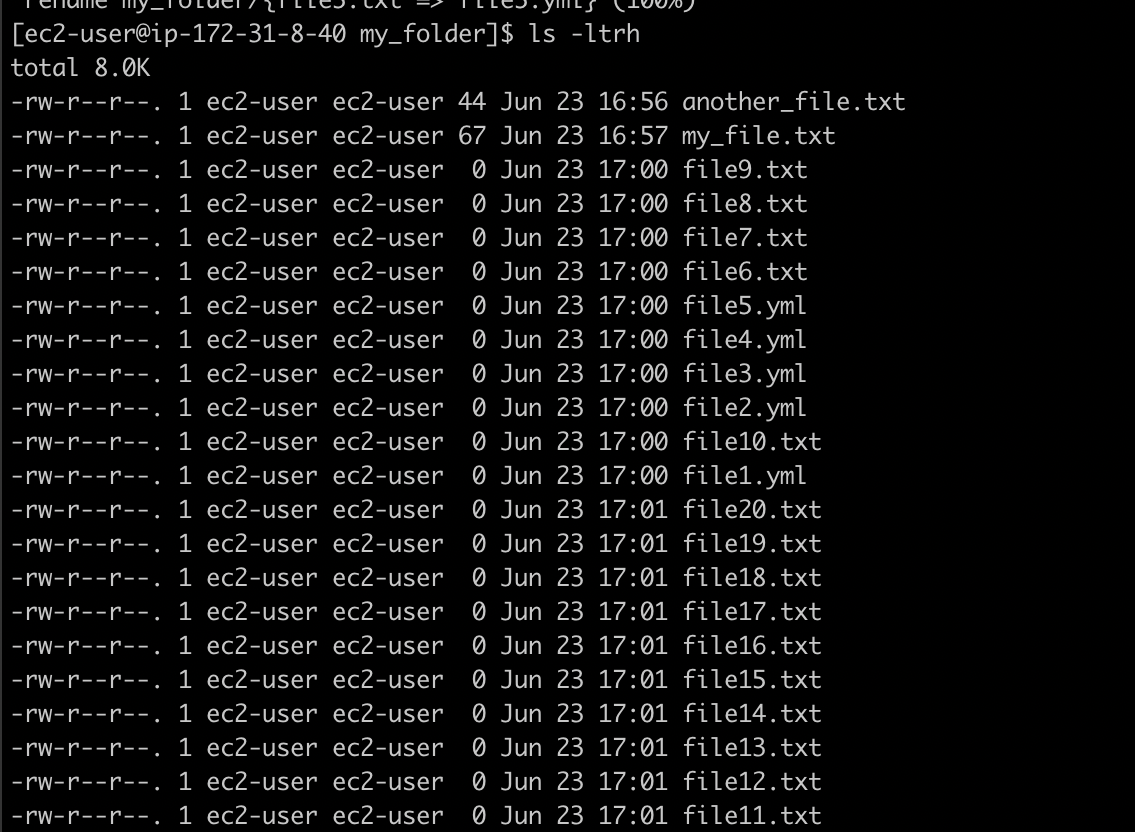 rename my_folder/{file5.txt => file5.yml} (100%)
[ec2-user@ip-172-31-8-40 my_folder]$ ls -ltrh
total 8.0K
-rw-r--r--. 1 ec2-user ec2-user 44 Jun 23 16:56 another_file.txt
-rw-r--r--. 1 ec2-user ec2-user 67 Jun 23 16:57 my_file.txt
-rw-r--r--. 1 ec2-user ec2-user  0 Jun 23 17:00 file9.txt
-rw-r--r--. 1 ec2-user ec2-user  0 Jun 23 17:00 file8.txt
-rw-r--r--. 1 ec2-user ec2-user  0 Jun 23 17:00 file7.txt
-rw-r--r--. 1 ec2-user ec2-user  0 Jun 23 17:00 file6.txt
-rw-r--r--. 1 ec2-user ec2-user  0 Jun 23 17:00 file5.yml
-rw-r--r--. 1 ec2-user ec2-user  0 Jun 23 17:00 file4.yml
-rw-r--r--. 1 ec2-user ec2-user  0 Jun 23 17:00 file3.yml
-rw-r--r--. 1 ec2-user ec2-user  0 Jun 23 17:00 file2.yml
-rw-r--r--. 1 ec2-user ec2-user  0 Jun 23 17:00 file10.txt
-rw-r--r--. 1 ec2-user ec2-user  0 Jun 23 17:00 file1.yml
-rw-r--r--. 1 ec2-user ec2-user  0 Jun 23 17:01 file20.txt
-rw-r--r--. 1 ec2-user ec2-user  0 Jun 23 17:01 file19.txt
-rw-r--r--. 1 ec2-user ec2-user  0 Jun 23 17:01 file18.txt
-rw-r--r--. 1 ec2-user ec2-user  0 Jun 23 17:01 file17.txt
-rw-r--r--. 1 ec2-user ec2-user  0 Jun 23 17:01 file16.txt
-rw-r--r--. 1 ec2-user ec2-user  0 Jun 23 17:01 file15.txt
-rw-r--r--. 1 ec2-user ec2-user  0 Jun 23 17:01 file14.txt
-rw-r--r--. 1 ec2-user ec2-user  0 Jun 23 17:01 file13.txt
-rw-r--r--. 1 ec2-user ec2-user  0 Jun 23 17:01 file12.txt
-rw-r--r--. 1 ec2-user ec2-user  0 Jun 23 17:01 file11.txt